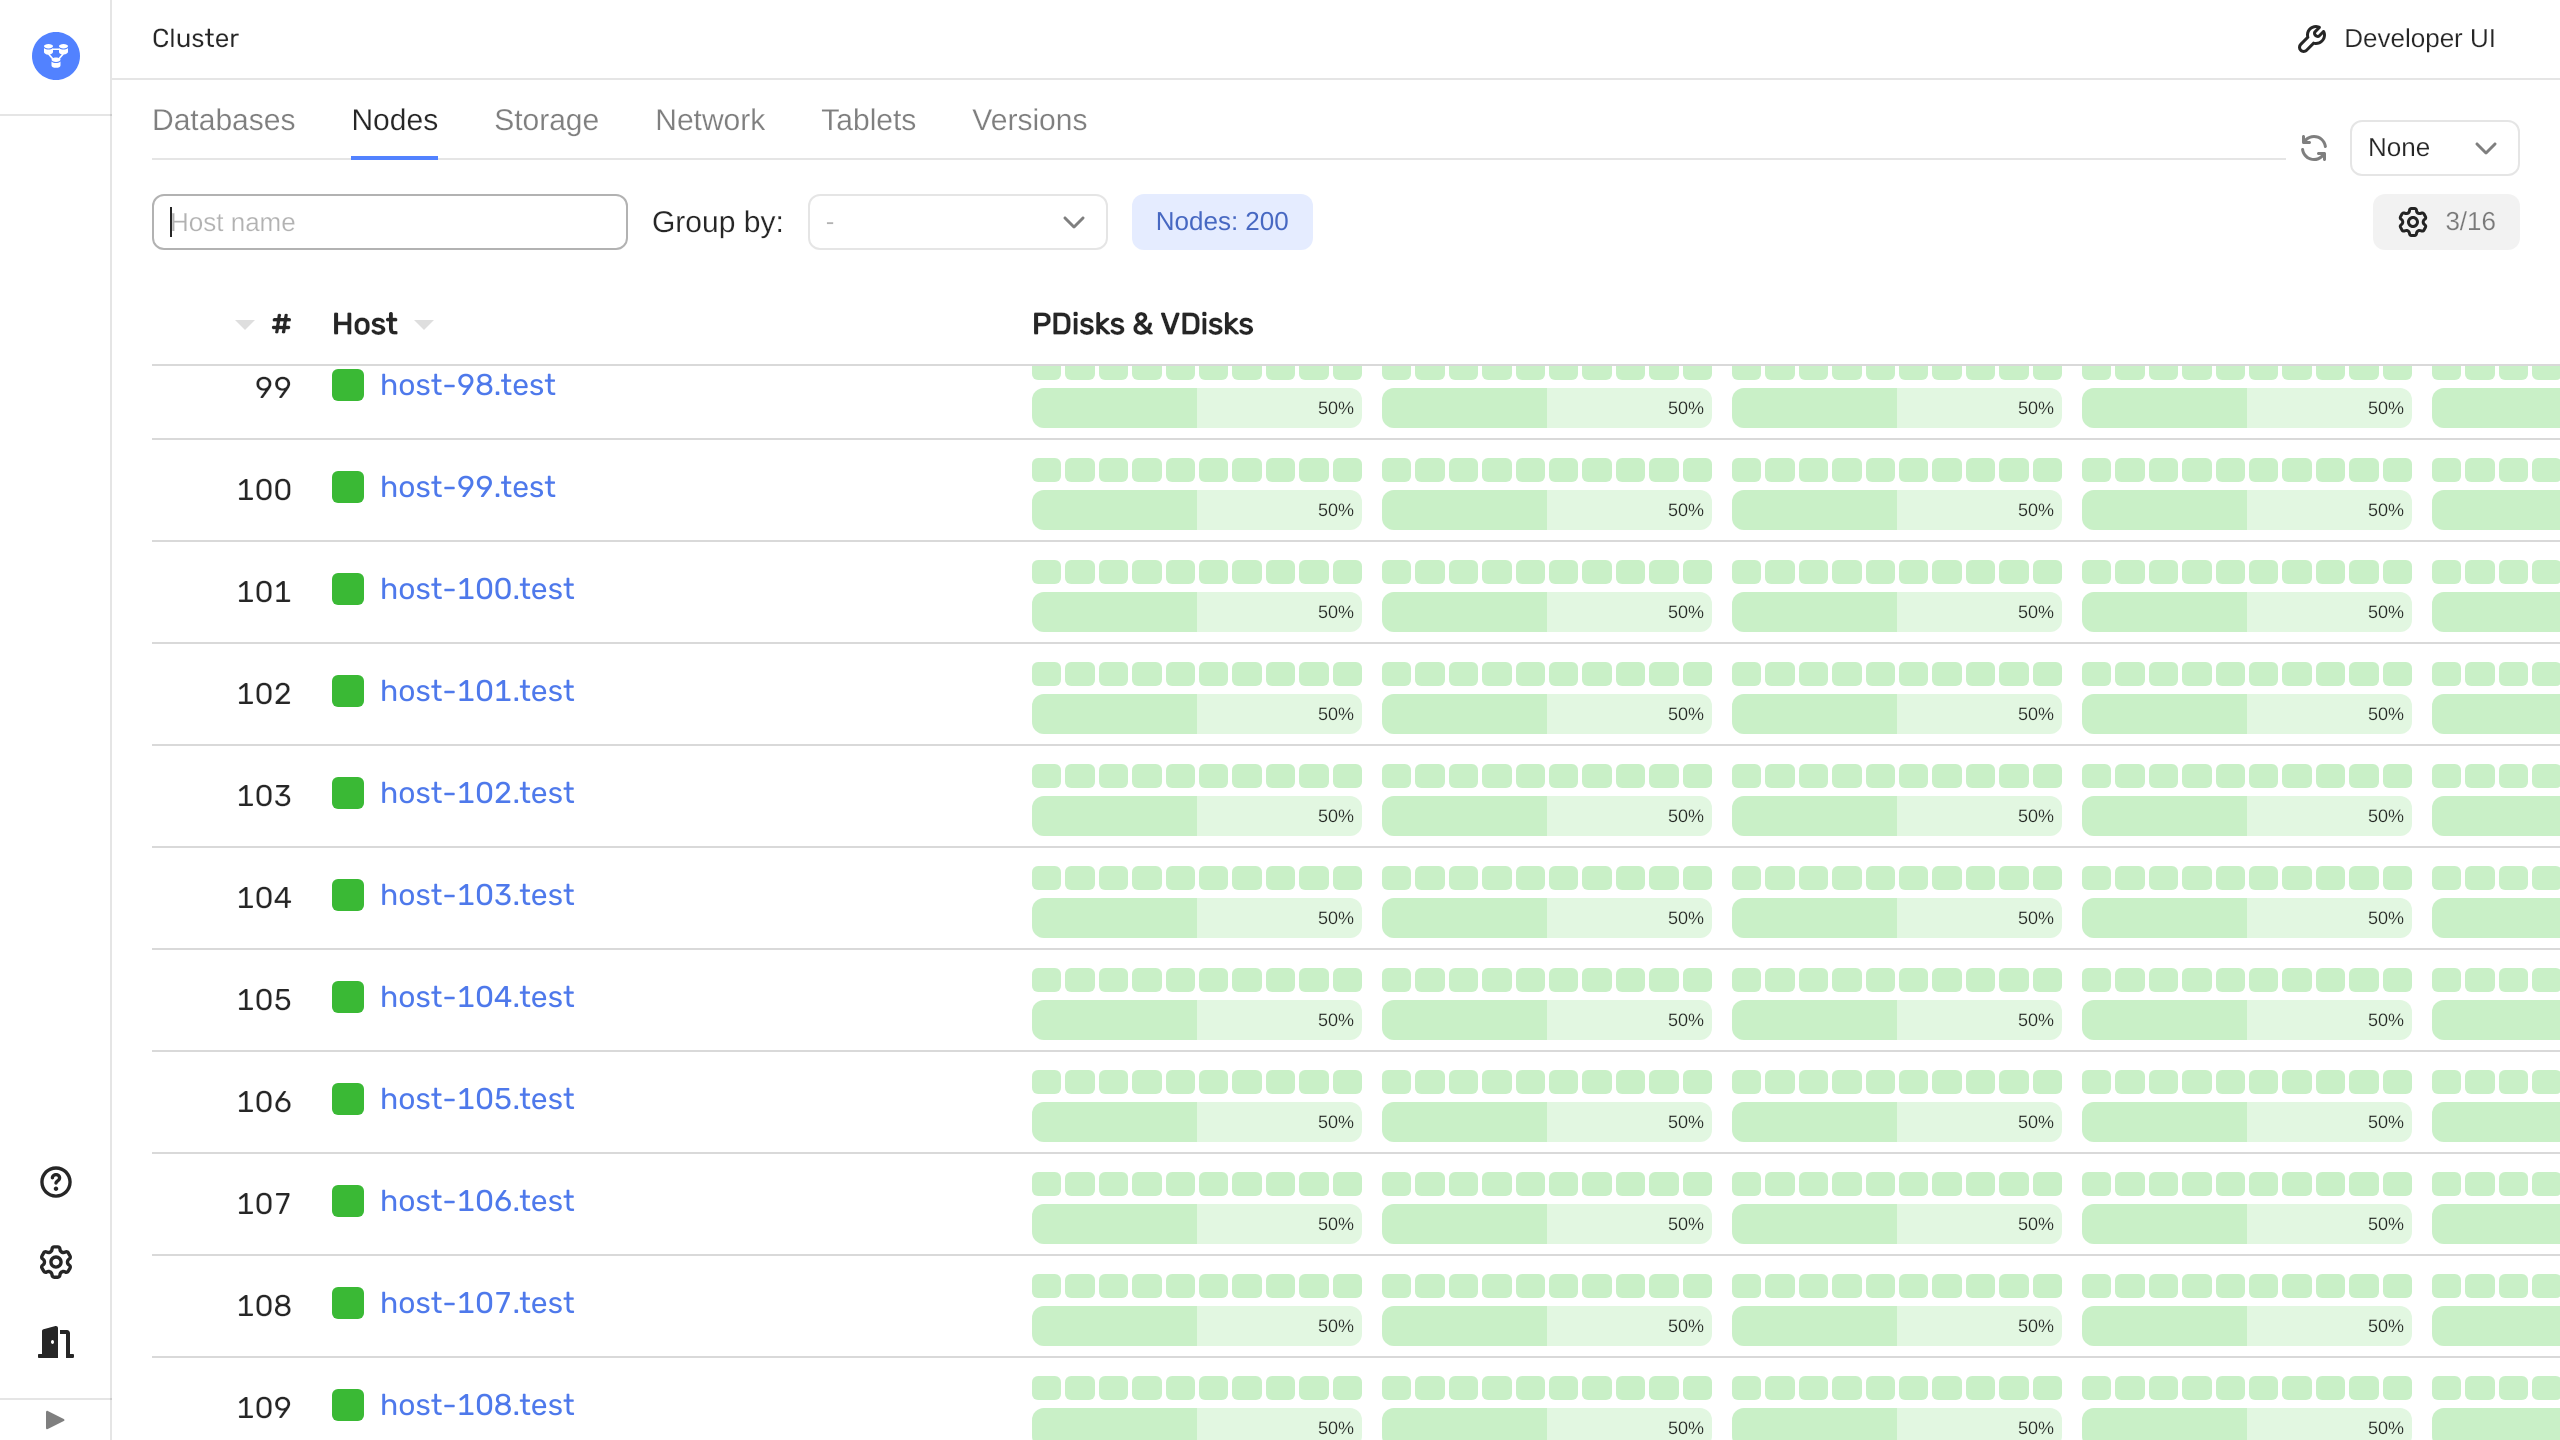 Cluster
Developer UI
Databases Nodes Storage Network Tablets Versions
None
Host name Group by: - Nodes: 200 3/16
# Host PDisks & VDisks
99 host-98.test 50% 50% 50% 50%
100 host-99.test 50% 50% 50% 50%
101 host-100.test 50% 50% 50% 50%
102 host-101.test 50% 50% 50% 50%
103 host-102.test 50% 50% 50% 50%
104 host-103.test 50% 50% 50% 50%
105 host-104.test 50% 50% 50% 50%
106 host-105.test 50% 50% 50% 50%
107 host-106.test 50% 50% 50% 50%
108 host-107.test 50% 50% 50% 50%
109 host-108.test 50% 50% 50% 50%